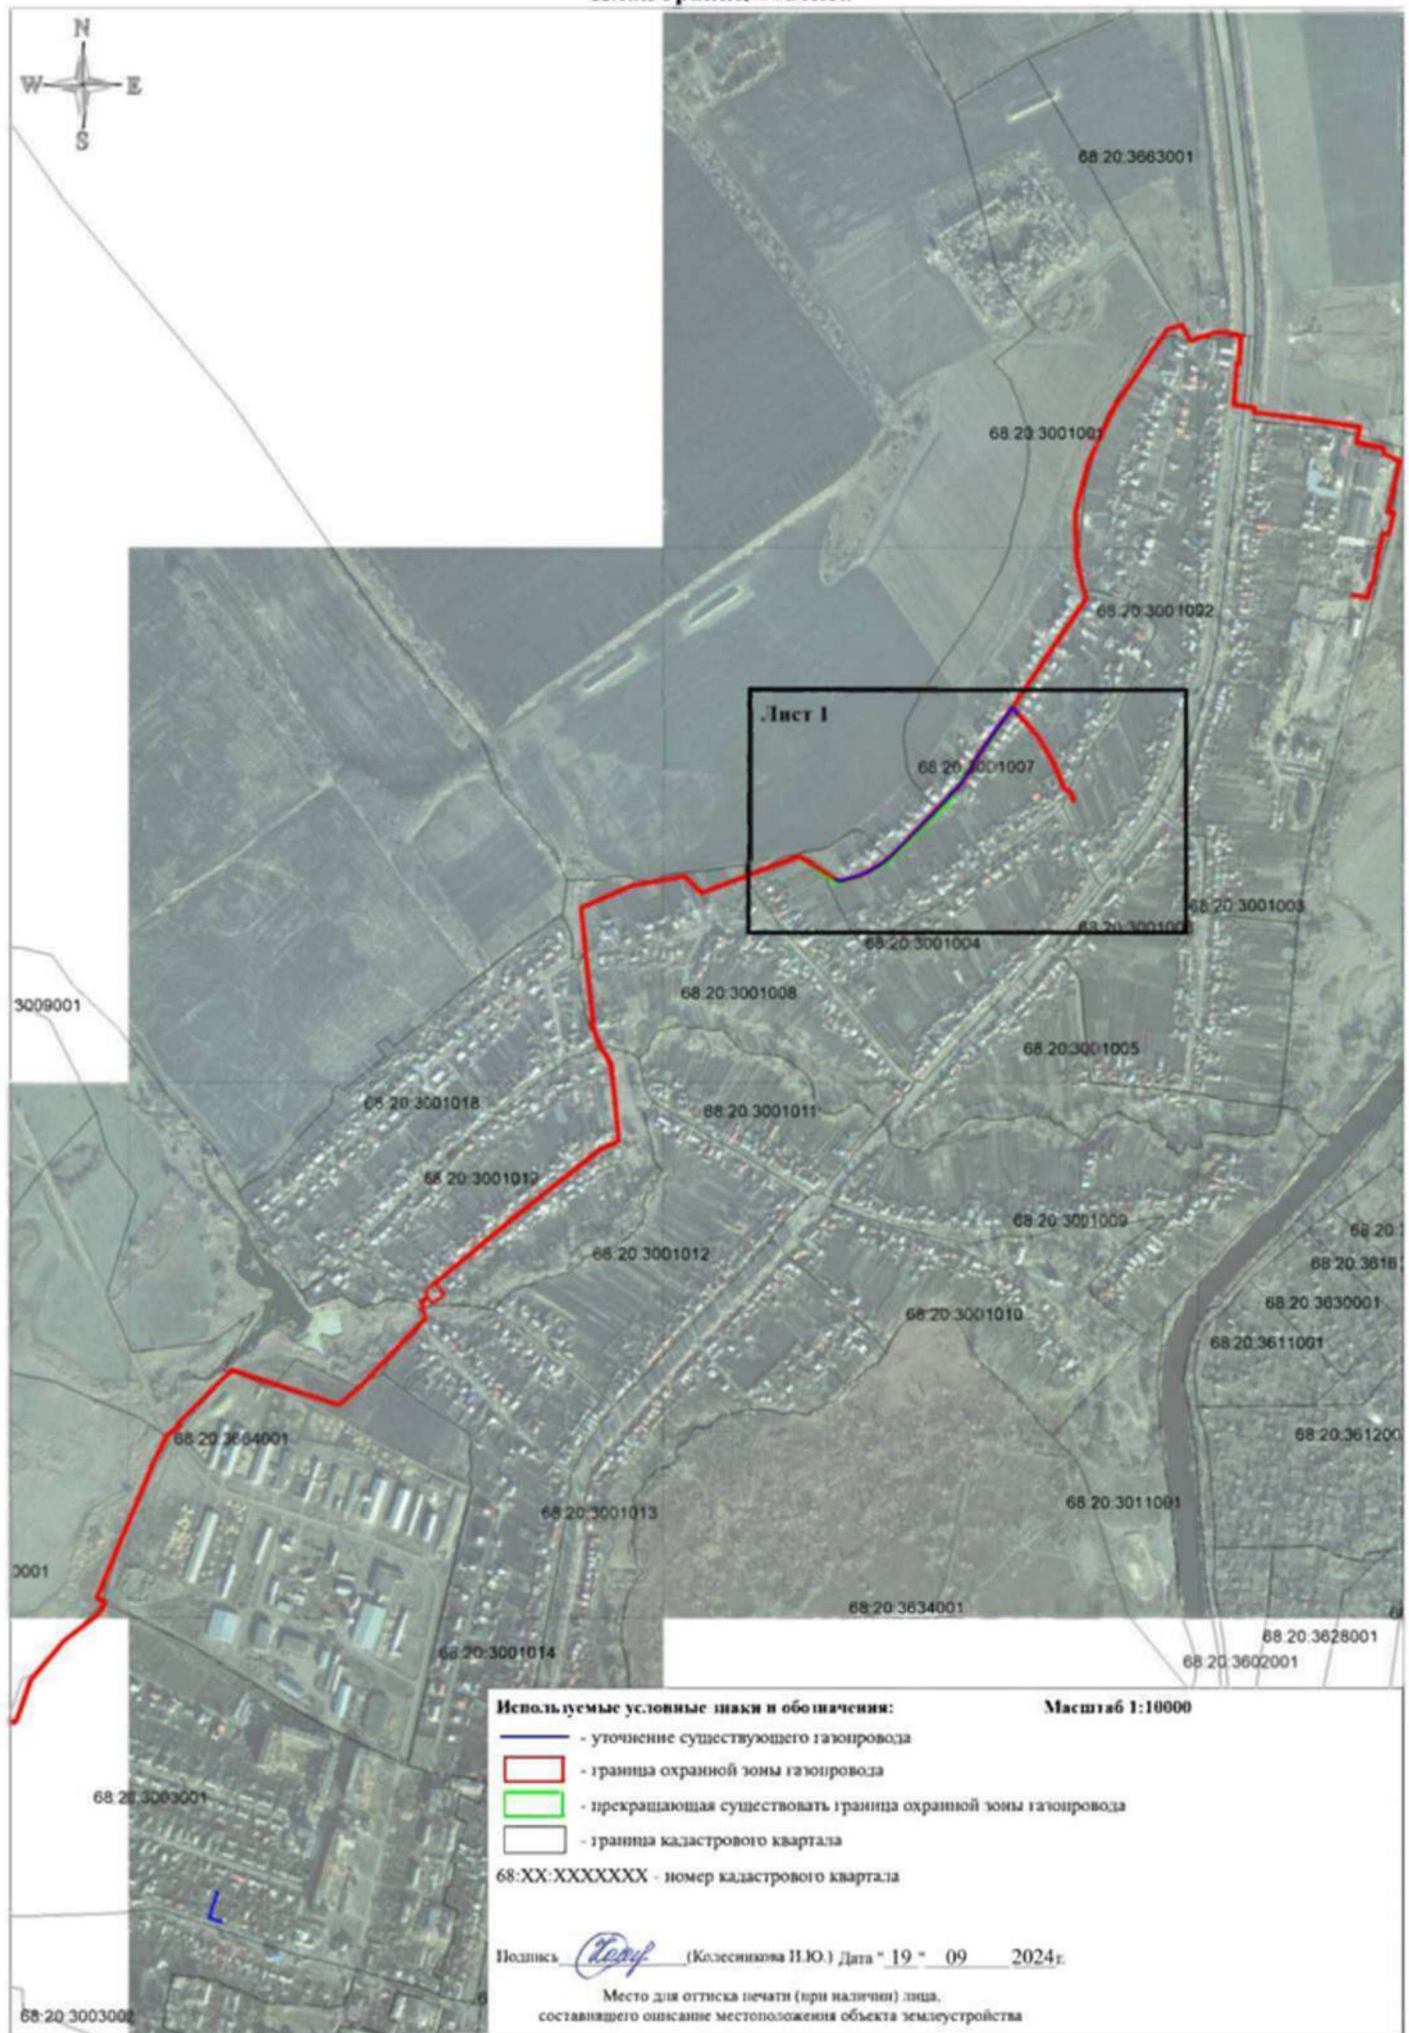 N
W E
S
68:20:3663001
68:20:3001001
68:20:3001002
Лист 1
68:20:3001007
68:20:3001003
68:20:3001004
3009001
68:20:3001008
68:20:3001005
68:20:3001018
68:20:3001011
68:20:3001019
68:20:3001009
68:20:3001012
68:20:3630001
68:20:3001010
68:20:3611001
68:20:3664001
68:20:361200
68:20:3011001
68:20:3001013
0001
68:20:3634001
68:20:3628001
68:20:3001014
68:20:3602001
Используемые условные знаки и обозначения: Масштаб 1:10000
- уточнение существующего газопровода
- граница охранной зоны газопровода
68:20:3003001
- прекращающая существовать граница охранной зоны газопровода
- граница кадастрового квартала
68:XX:XXXXXXX - номер кадастрового квартала
Подпись (Колесникова И.Ю.) Дата " 19 " 09 2024г.
Место для оттиска печати (при наличии) лица,
составившего описание местоположения объекта землеустройства
68:20:3003002